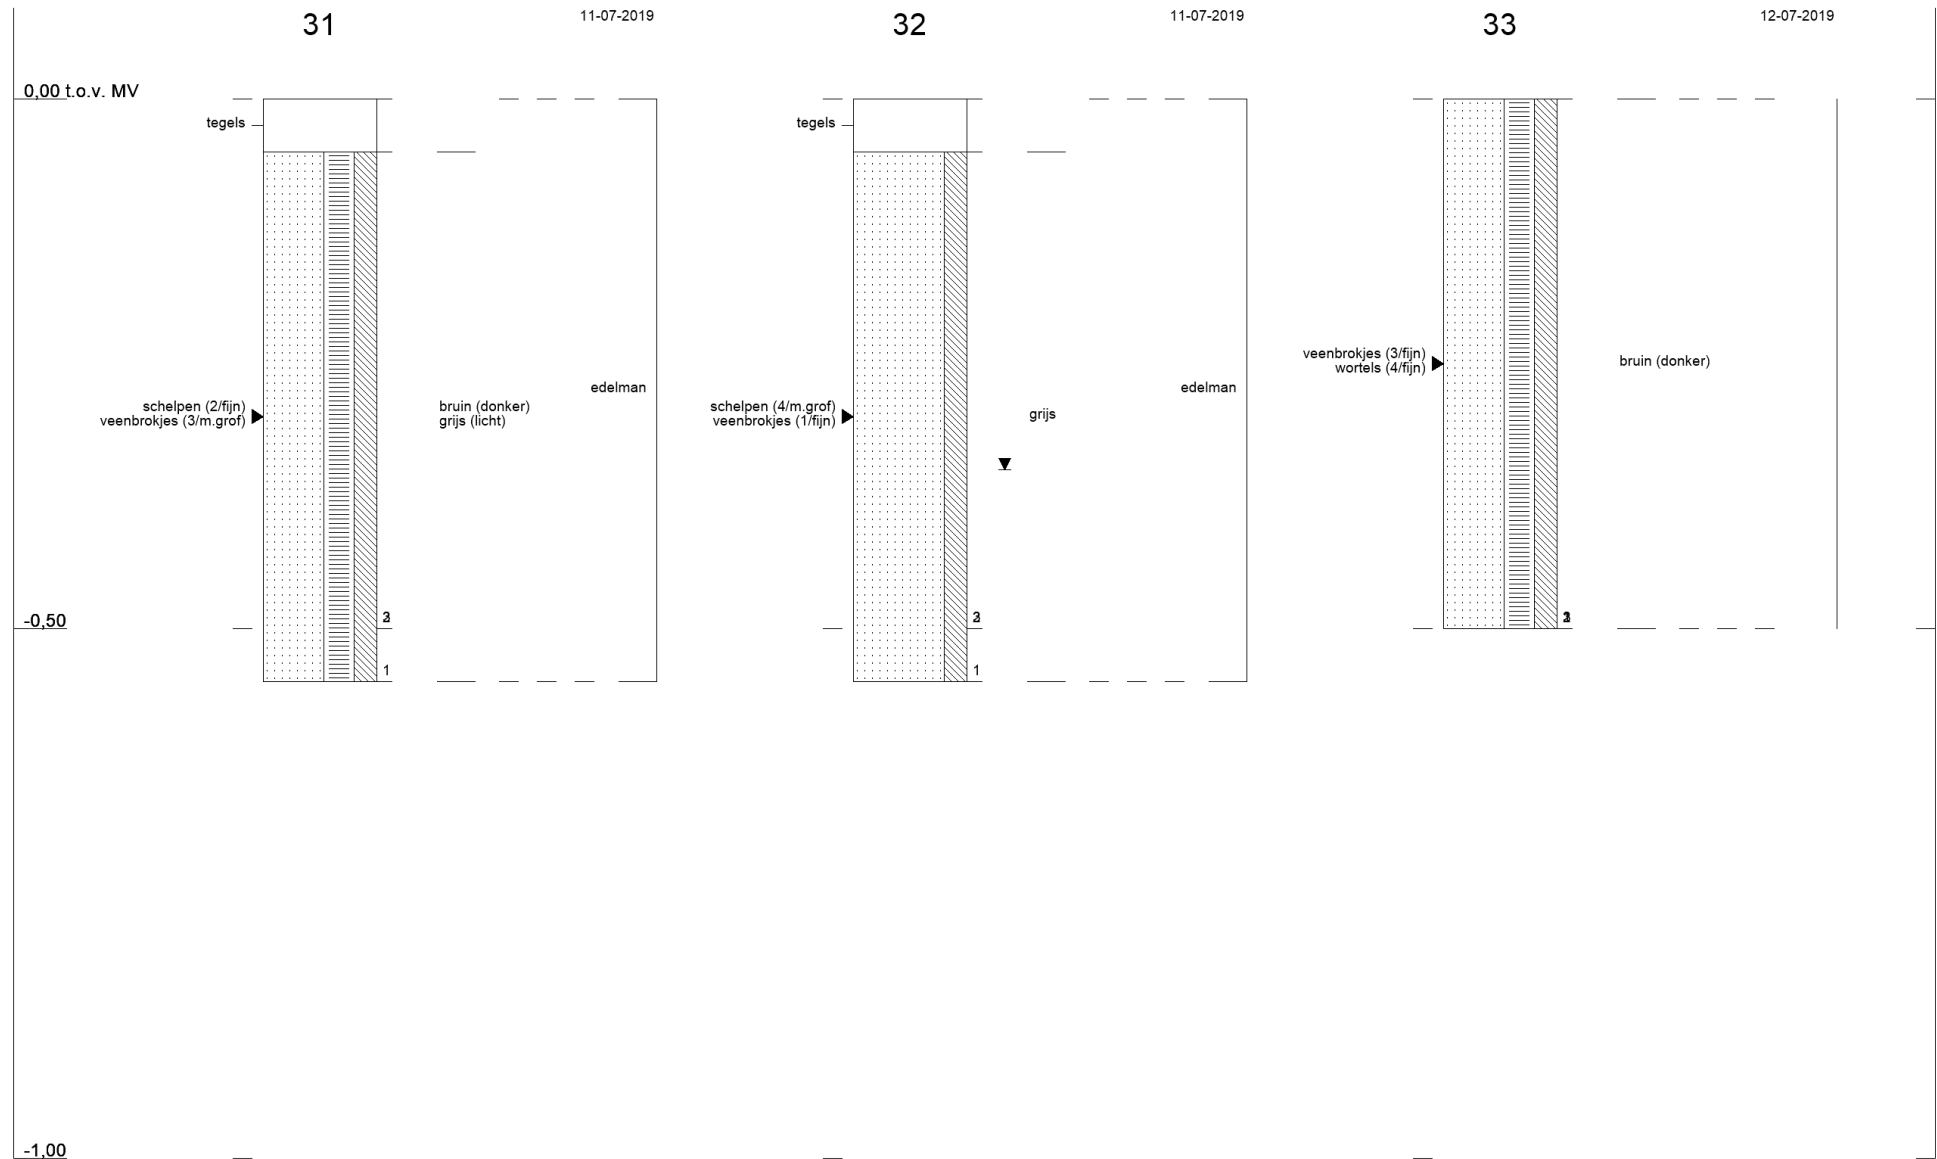 31
11-07-2019
32
11-07-2019
33
12-07-2019
0,00 t.o.v. MV
tegels
tegels
veenbrokjes (3/fijn)
wortels (4/fijn)
bruin (donker)
edelman
edelman
schelpen (2/fijn)
veenbrokjes (3/m.grof)
bruin (donker)
grijs (licht)
schelpen (4/m.grof)
veenbrokjes (1/fijn)
grijs
-0,50
1
1
-1,00